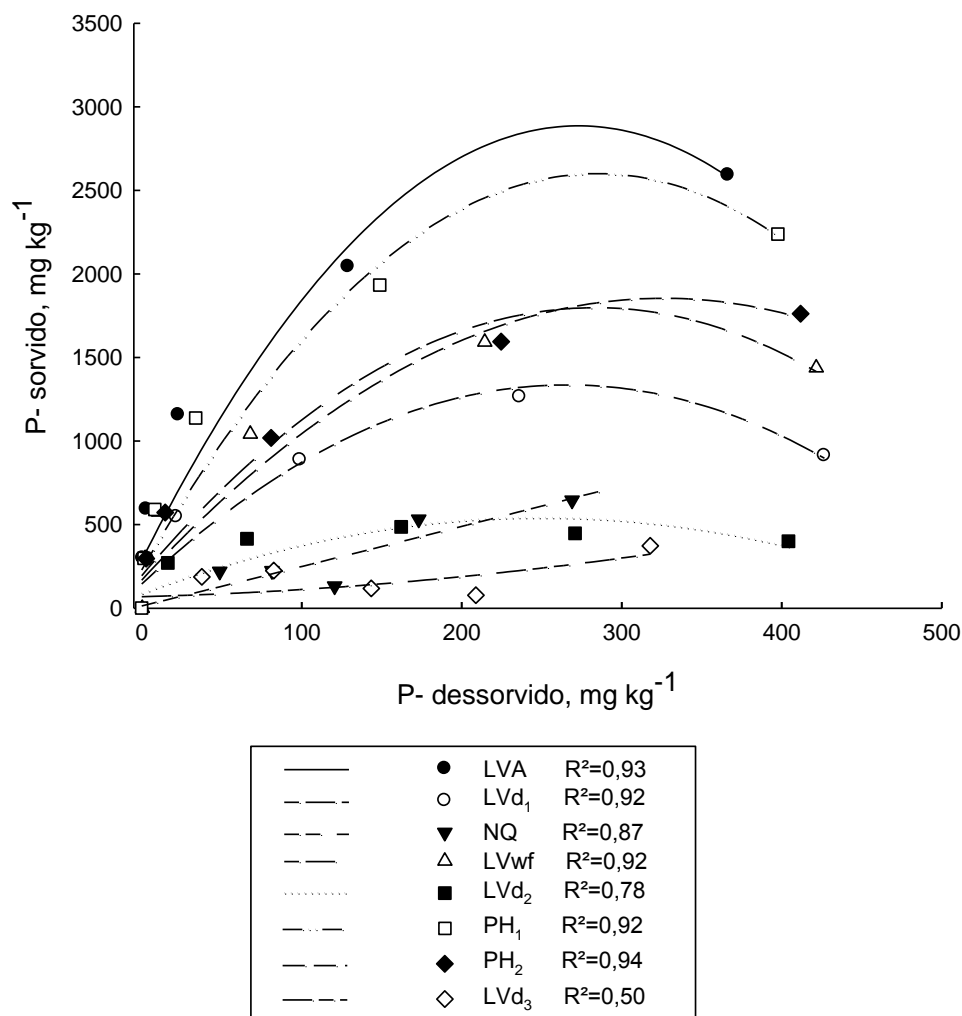 3500
3000
2500
2000
1500
1000
500
0
P- sorvido, mg kg-1
0 100 200 300 400 500
P- dessorvido, mg kg-1
LVA R²=0,93
LVd1 R²=0,92
NQ R²=0,87
LVwf R²=0,92
LVd2 R²=0,78
PH1 R²=0,92
PH2 R²=0,94
LVd3 R²=0,50